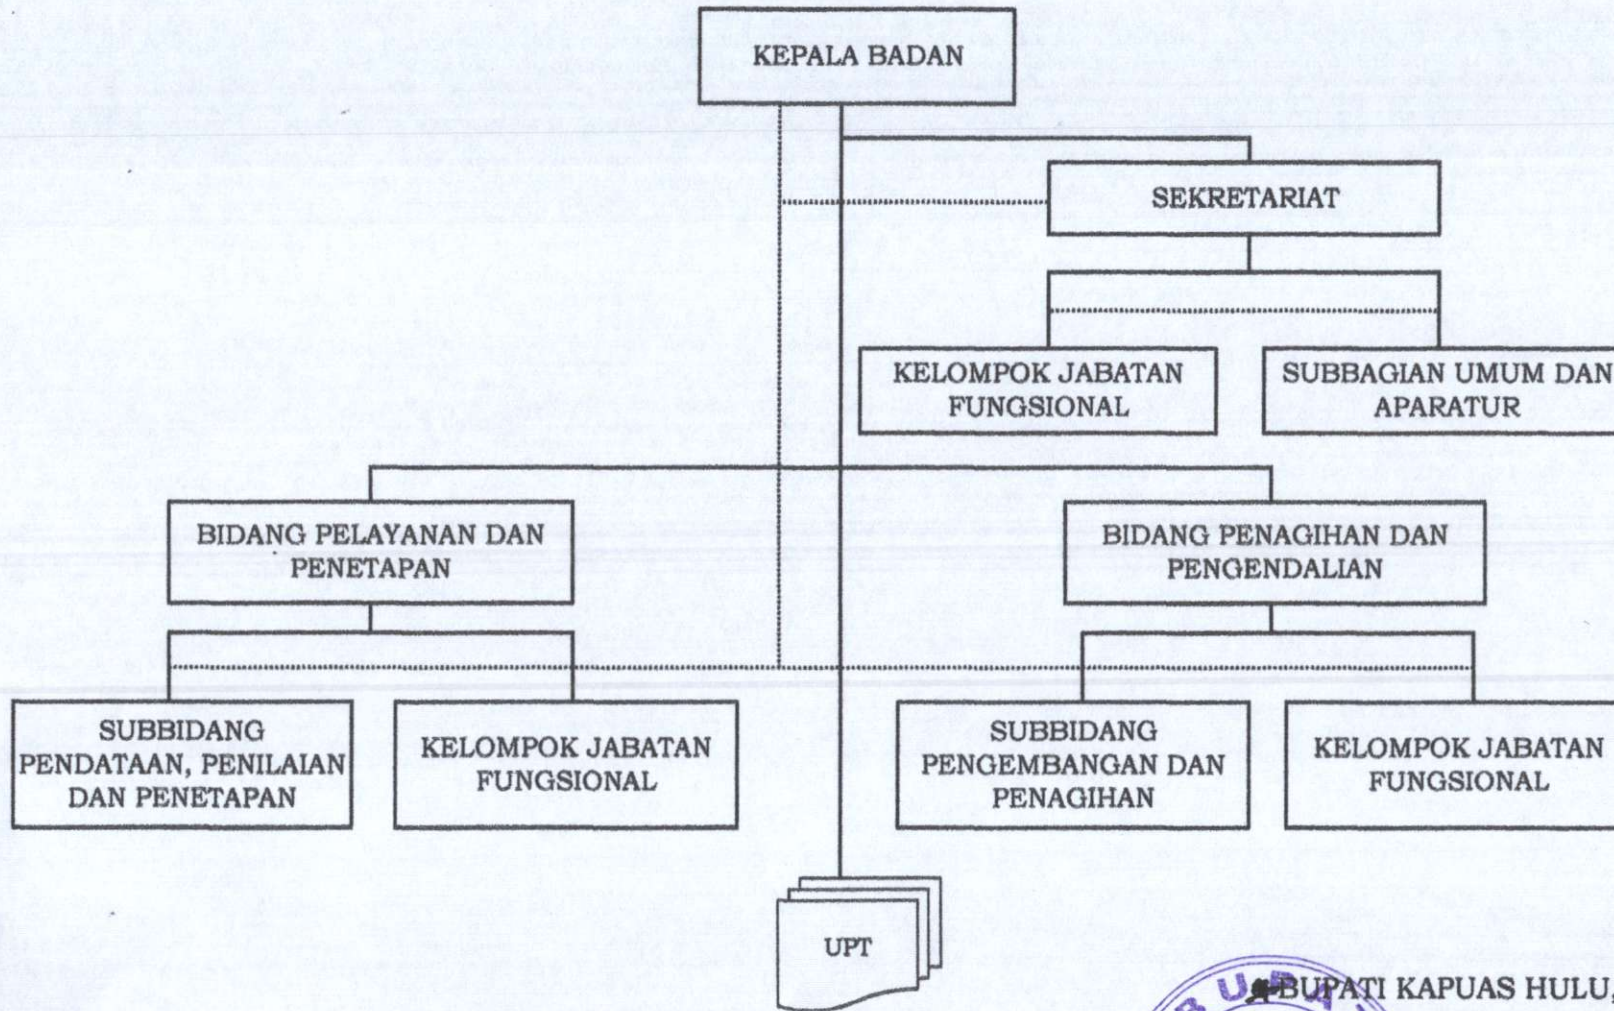 KEPALA BADAN
SEKRETARIAT
KELOMPOK JABATAN
FUNGSIONAL
SUBBAGIAN UMUM DAN
APARATUR
BIDANG PELAYANAN DAN
PENETAPAN
BIDANG PENAGIHAN DAN
PENGENDALIAN
SUBBIDANG
PENDATAAN, PENILAIAN
DAN PENETAPAN
KELOMPOK JABATAN
FUNGSIONAL
SUBBIDANG
PENGEMBANGAN DAN
PENAGIHAN
KELOMPOK JABATAN
FUNGSIONAL
UPT
BUPATI KAPUAS HULU,